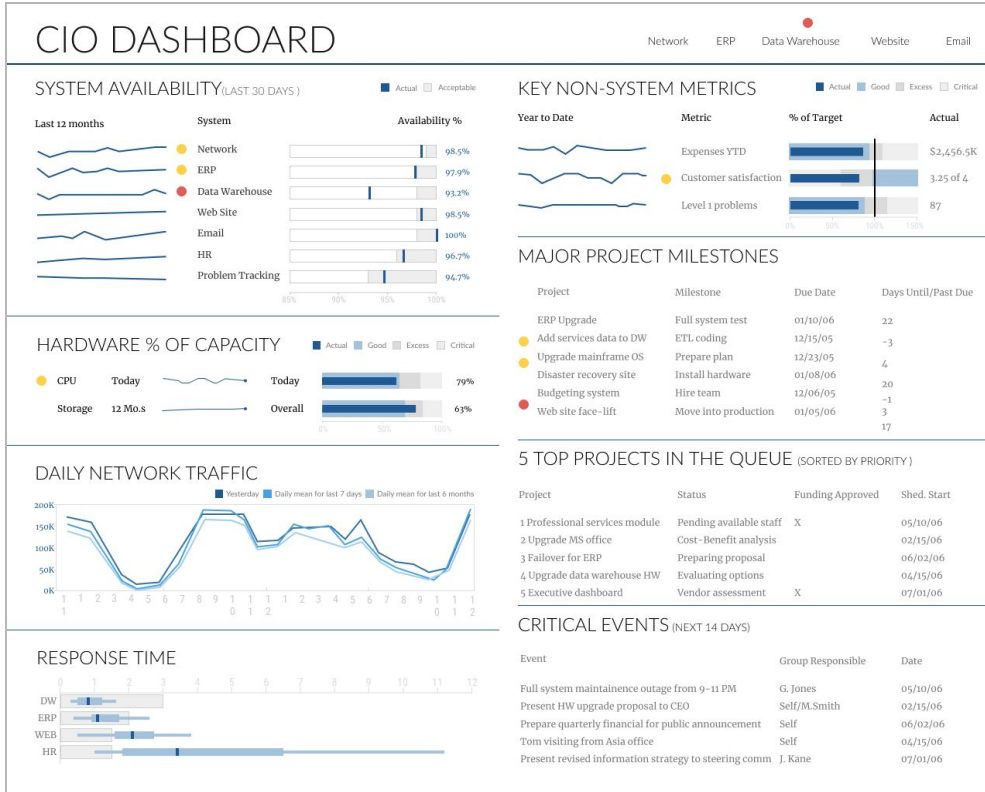 CIO DASHBOARD
Network ERP Data Warehouse Website Email
SYSTEM AVAILABILITY(LAST 30 DAYS )
Actual Acceptable
Last 12 months System Availability %
Network 98.5%
ERP 97.9%
Data Warehouse 93.2%
Web Site 98.5%
Email 100%
HR 96.7%
Problem Tracking 94.7%
85% 90% 95% 100%
HARDWARE % OF CAPACITY
Actual Good Excess Critical
CPU Today Today 79%
Storage 12 Mo.s Overall 63%
0% 50% 100%
DAILY NETWORK TRAFFIC
Yesterday Daily mean for last 7 days Daily mean for last 6 months
200K
150K
100K
50K
0K
1 1 2 3 4 5 6 7 8 9 1 1 1 1 2 3 4 5 6 7 8 9 1 1 1
1 0 1 2 0 1 2
RESPONSE TIME
0 1 2 3 4 5 6 7 8 9 10 11 12
DW
ERP
WEB
HR
KEY NON-SYSTEM METRICS
Actual Good Excess Critical
Year to Date Metric % of Target Actual
Expenses YTD $2,456.5K
Customer satisfaction 3.25 of 4
Level 1 problems 87
0% 50% 100% 150%
MAJOR PROJECT MILESTONES
Project Milestone Due Date Days Until/Past Due
ERP Upgrade Full system test 01/10/06 22
Add services data to DW ETL coding 12/15/05 -3
Upgrade mainframe OS Prepare plan 12/23/05 4
Disaster recovery site Install hardware 01/08/06 20
Budgeting system Hire team 12/06/05 -1
Web site face-lift Move into production 01/05/06 3
17
5 TOP PROJECTS IN THE QUEUE (SORTED BY PRIORITY )
Project Status Funding Approved Shed. Start
1 Professional services module Pending available staff X 05/10/06
2 Upgrade MS office Cost-Benefit analysis 02/15/06
3 Failover for ERP Preparing proposal 06/02/06
4 Upgrade data warehouse HW Evaluating options 04/15/06
5 Executive dashboard Vendor assessment X 07/01/06
CRITICAL EVENTS (NEXT 14 DAYS)
Event Group Responsible Date
Full system maintainence outage from 9-11 PM G. Jones 05/10/06
Present HW upgrade proposal to CEO Self/M.Smith 02/15/06
Prepare quarterly financial for public announcement Self 06/02/06
Tom visiting from Asia office Self 04/15/06
Present revised information strategy to steering comm J. Kane 07/01/06